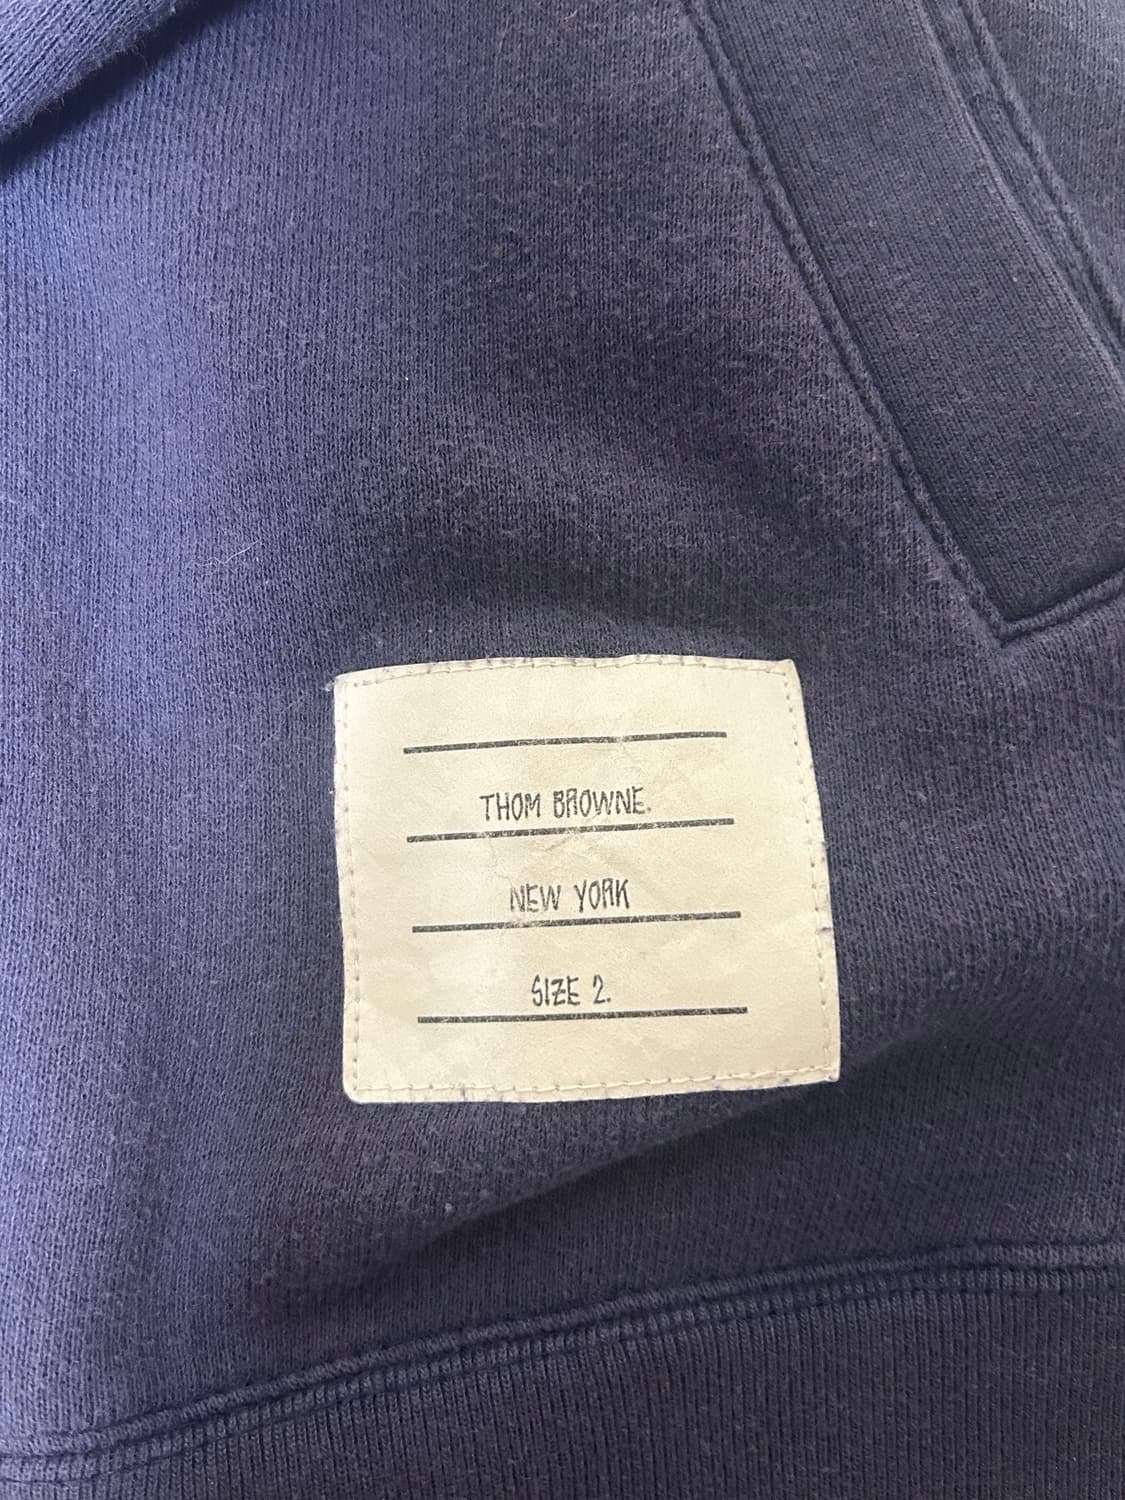 THOM BROWNE.
NEW YORK
SIZE 2.